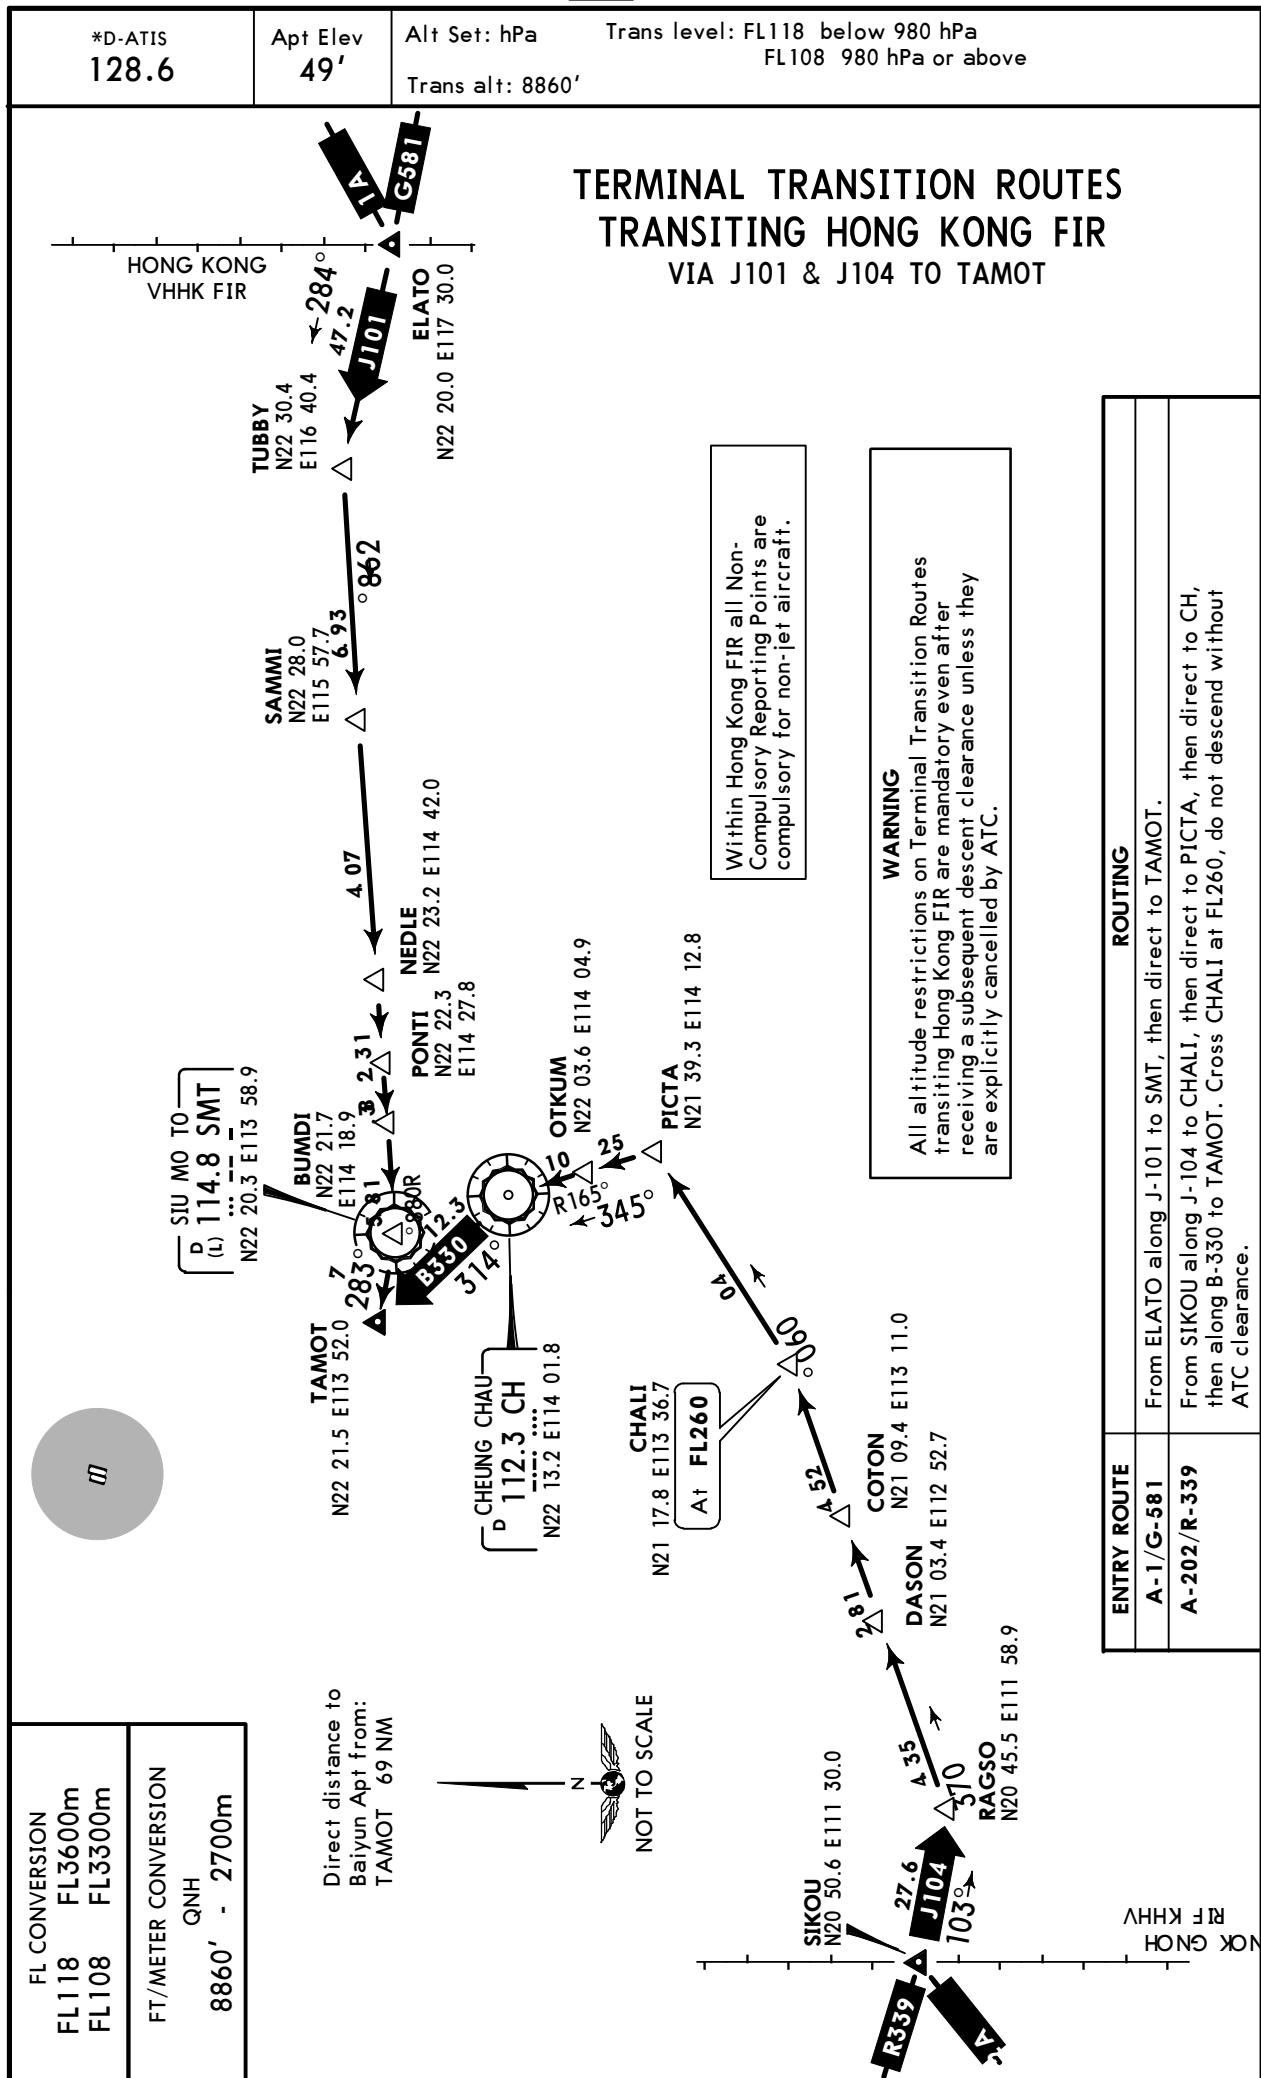 *D-ATIS
128.6
Apt Elev
49'
Alt Set: hPa
Trans level: FL118 below 980 hPa
FL108 980 hPa or above
Trans alt: 8860'
TERMINAL TRANSITION ROUTES
TRANSITING HONG KONG FIR
VIA J101 & J104 TO TAMOT
1A
G581
HONG KONG
VHHK FIR
284°
47.2
J101
ELATO
N22 20.0 E117 30.0
TUBBY
N22 30.4
E116 40.4
862
°
6.93
SAMMI
N22 28.0
E115 57.7
4.07
NEDLE
N22 23.2 E114 42.0
2.31
PONTI
N22 22.3
E114 27.8
BUMDI
N22 21.7
E114 18.9
SIU MO TO
D
(L) 114.8 SMT
N22 20.3 E113 58.9
5.81
°880R
7
283°
TAMOT
N22 21.5 E113 52.0
12.3
B330
314°
CHEUNG CHAU
D 112.3 CH
N22 13.2 E114 01.8
10
R165°
345°
25
OTKUM
N22 03.6 E114 04.9
PICTA
N21 39.3 E114 12.8
04
060
°
CHALI
N21 17.8 E113 36.7
At FL260
4.52
COTON
N21 09.4 E113 11.0
2.81
DASON
N21 03.4 E112 52.7
4.35
RAGSO
N20 45.5 E111 58.9
SIKOU
N20 50.6 E111 30.0
27.6
J104
103°
R339
A
VHHK FIR
HONG KON
Within Hong Kong FIR all Non-
Compulsory Reporting Points are
compulsory for non-jet aircraft.
WARNING
All altitude restrictions on Terminal Transition Routes
transiting Hong Kong FIR are mandatory even after
receiving a subsequent descent clearance unless they
are explicitly cancelled by ATC.
ENTRY ROUTE
ROUTING
A-1/G-581
From ELATO along J-101 to SMT, then direct to TAMOT.
A-202/R-339
From SIKOU along J-104 to CHALI, then direct to PICTA, then direct to CH,
then along B-330 to TAMOT. Cross CHALI at FL260, do not descend without
ATC clearance.
Direct distance to
Baiyun Apt from:
TAMOT 69 NM
N
NOT TO SCALE
FL CONVERSION
FL118 FL3600m
FL108 FL3300m
FT/METER CONVERSION
QNH
8860' - 2700m